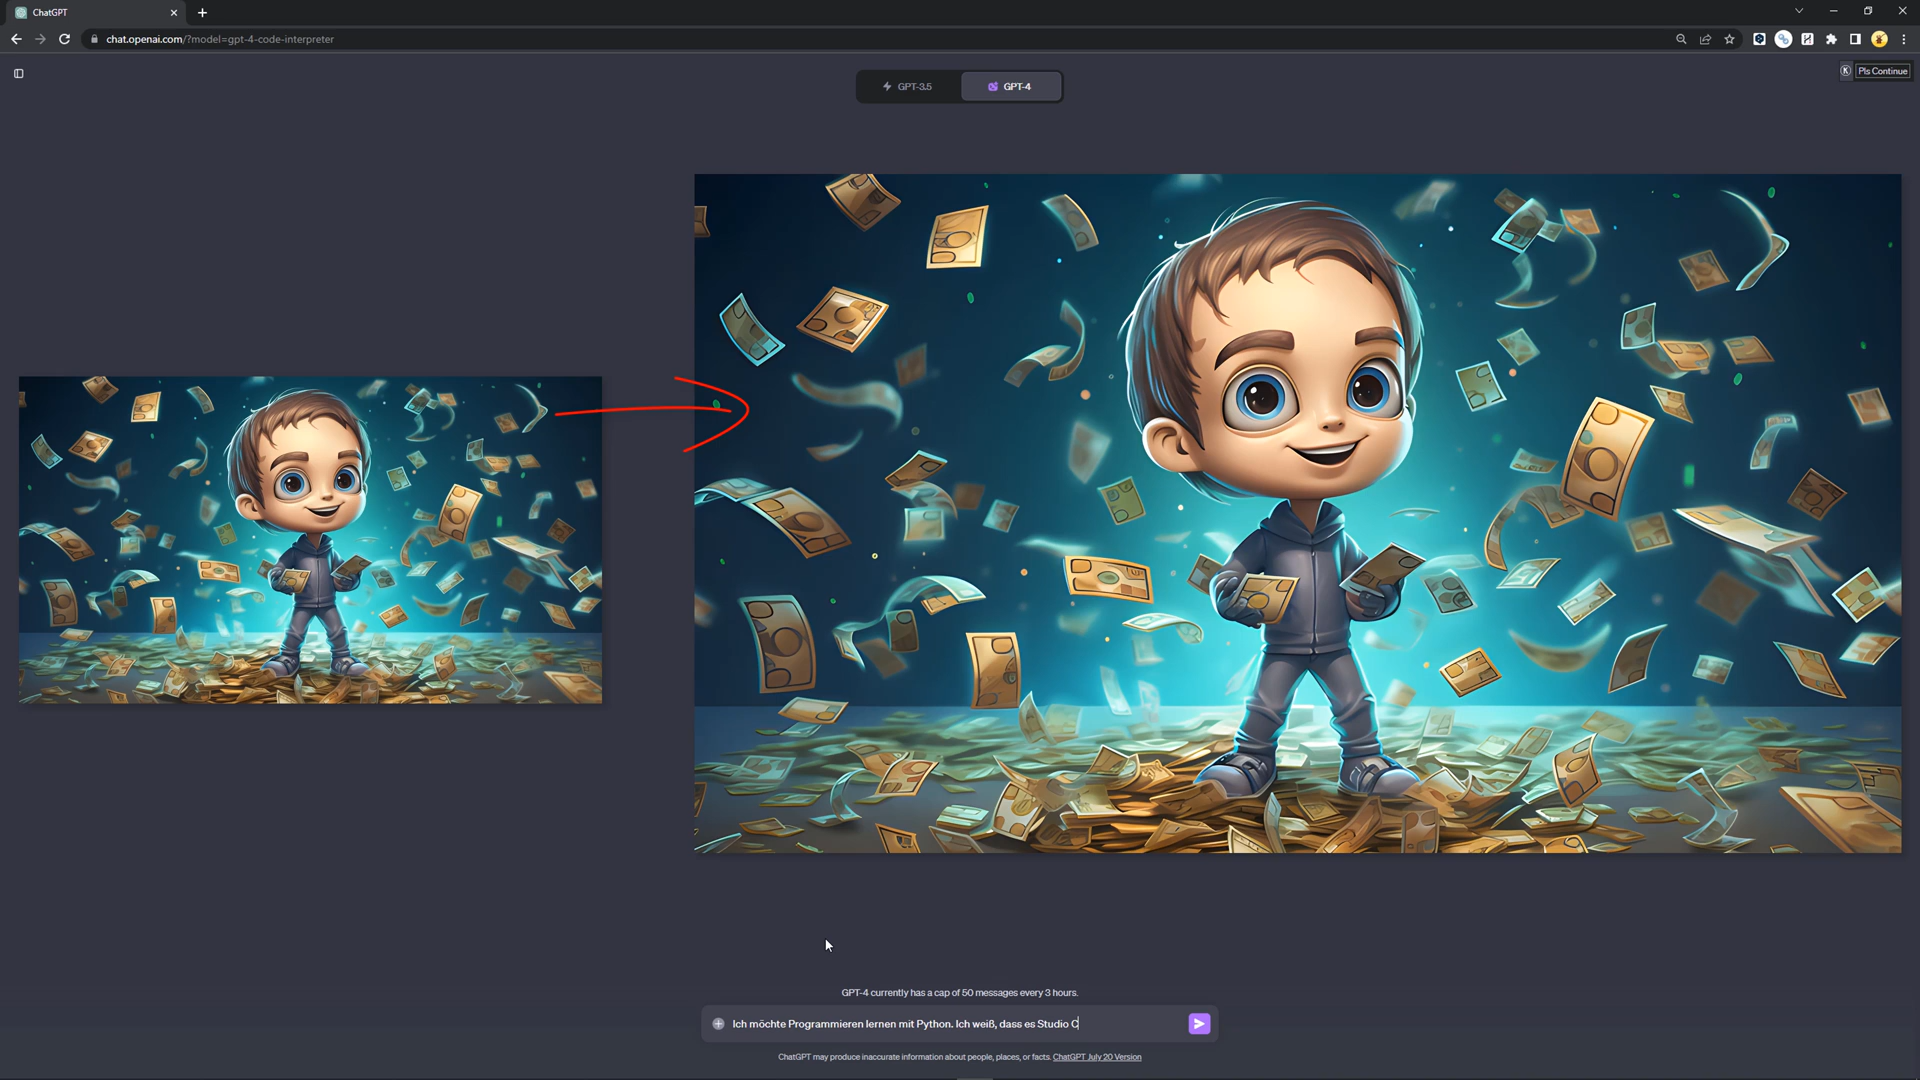 ChatGPT
chat.openai.com/?model=gpt-4-code-interpreter
Pls Continue
GPT-3.5
GPT-4
GPT-4 currently has a cap of 50 messages every 3 hours.
Ich möchte Programmieren lernen mit Python. Ich weiß, dass es Studio C
ChatGPT may produce inaccurate information about people, places, or facts. ChatGPT July 20 Version